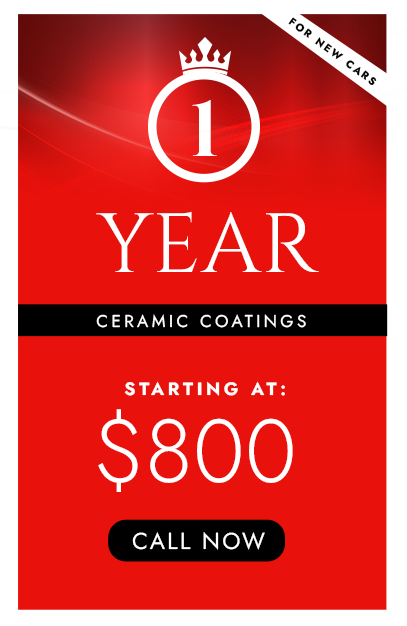 FOR NEW CARS
1
YEAR
CERAMIC COATINGS
STARTING AT:
$800
CALL NOW